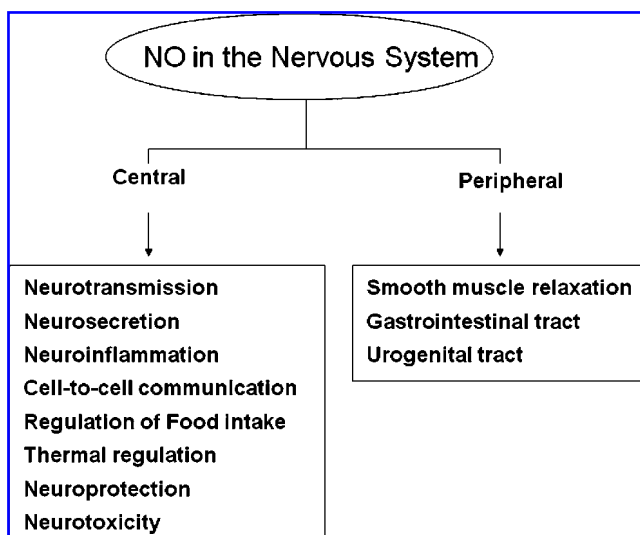 NO in the Nervous System
Central
Peripheral
Neurotransmission
Neurosecretion
Neuroinflammation
Cell-to-cell communication
Regulation of Food intake
Thermal regulation
Neuroprotection
Neurotoxicity
Smooth muscle relaxation
Gastrointestinal tract
Urogenital tract